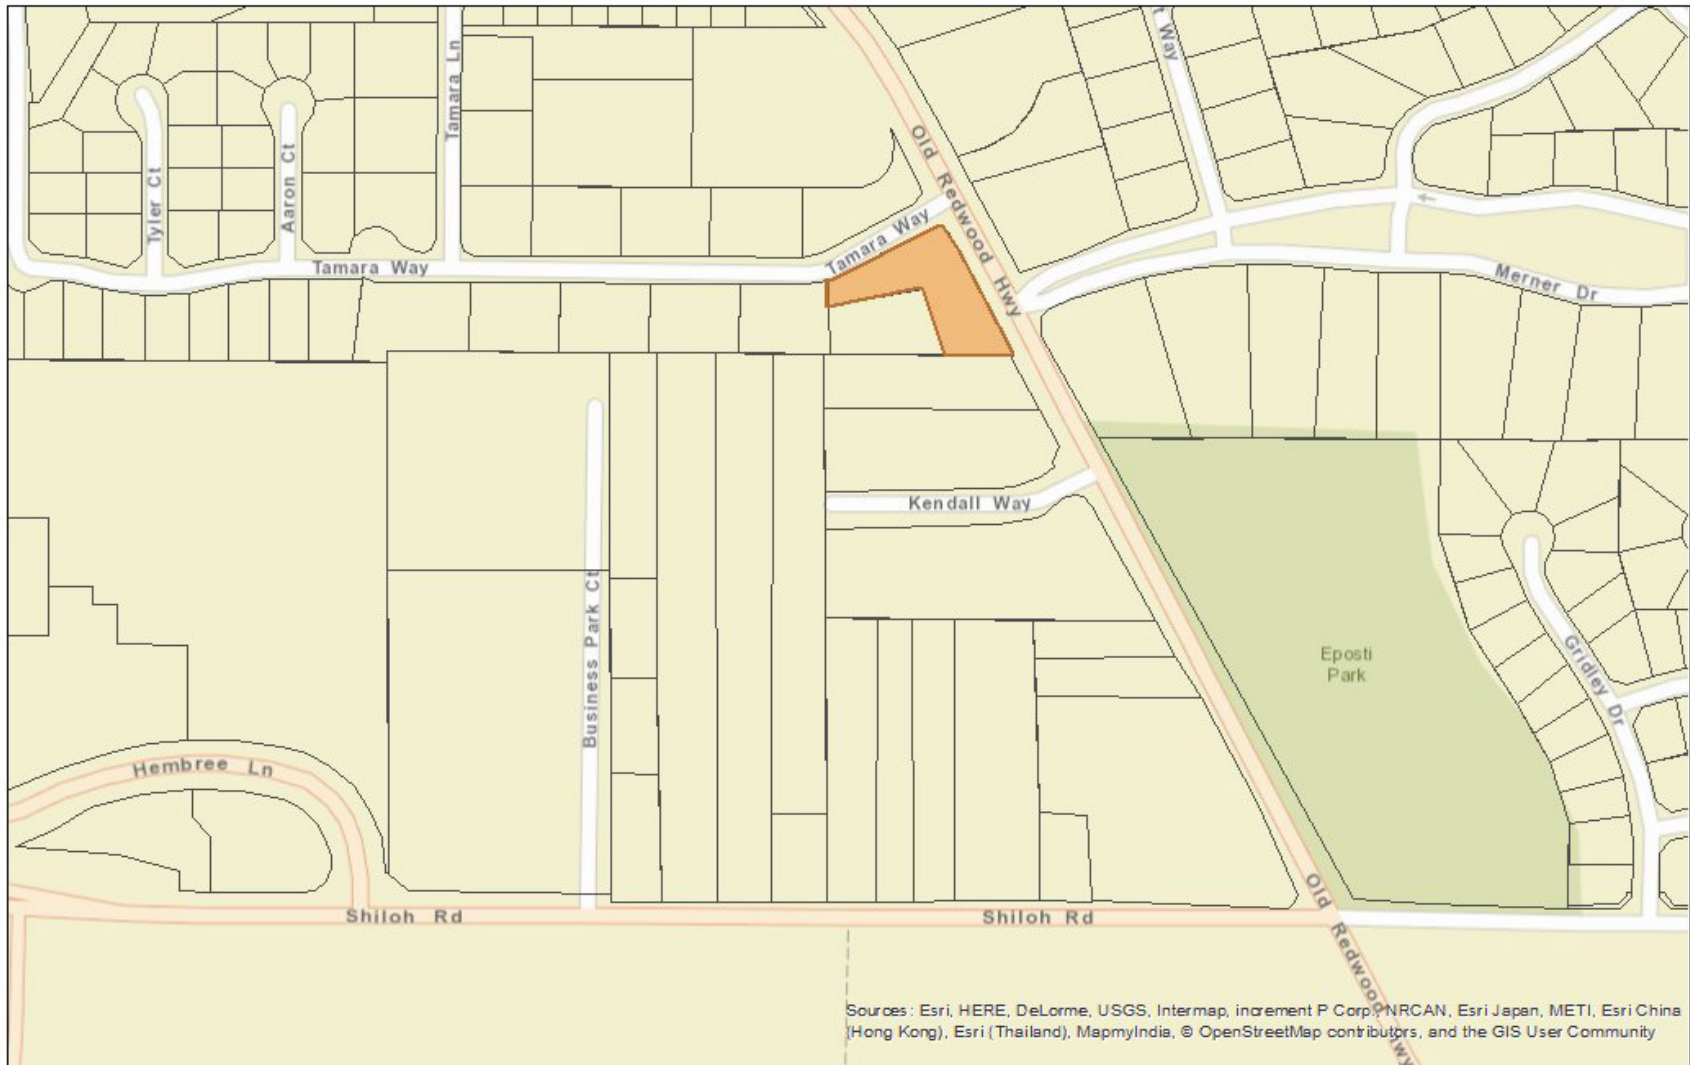 t Way
Tamara Ln
Old Redwood Hwy
Tyler Ct
Aaron Ct
Tamara Way
Tamara Way
Merner Dr
Kendall Way
Business Park Ct
Eposti
Park
Gridley Dr
Hembree Ln
Shiloh Rd
Shiloh Rd
Old Redwood Hwy
Sources: Esri, HERE, DeLorme, USGS, Intermap, increment P Corp., NRCAN, Esri Japan, METI, Esri China
(Hong Kong), Esri (Thailand), MapmyIndia, © OpenStreetMap contributors, and the GIS User Community